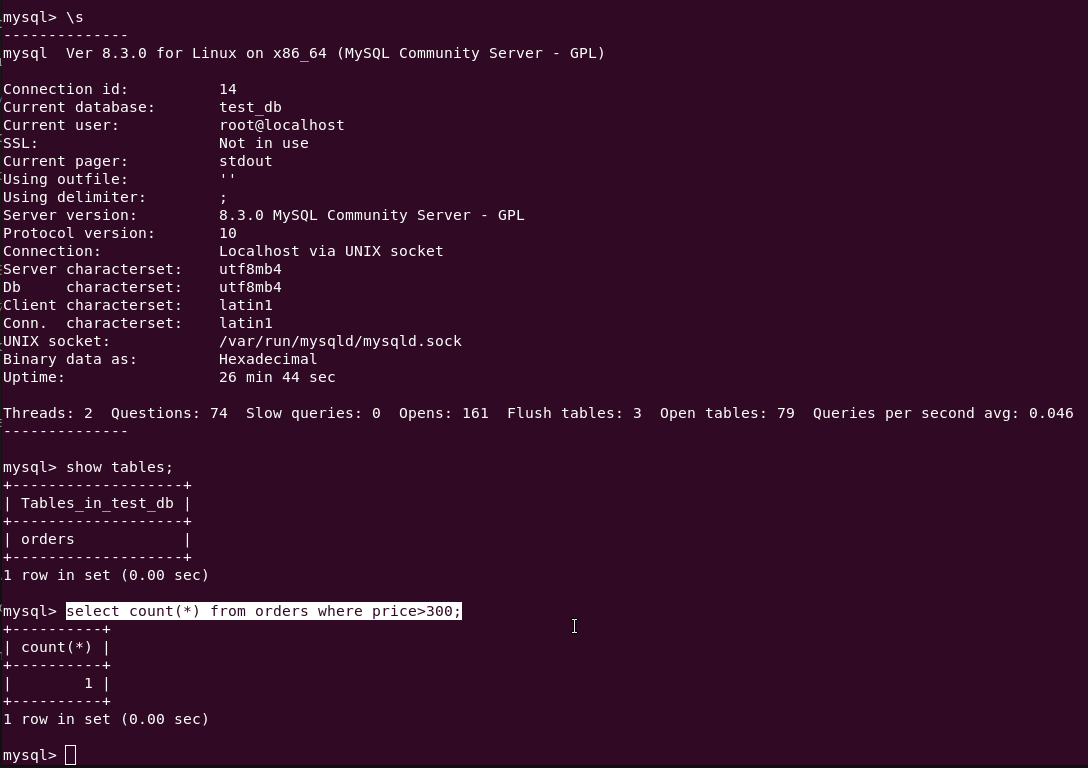 mysql> \s
--------------
mysql  Ver 8.3.0 for Linux on x86_64 (MySQL Community Server - GPL)

Connection id:          14
Current database:       test_db
Current user:           root@localhost
SSL:                    Not in use
Current pager:          stdout
Using outfile:          ''
Using delimiter:        ;
Server version:         8.3.0 MySQL Community Server - GPL
Protocol version:       10
Connection:             Localhost via UNIX socket
Server characterset:    utf8mb4
Db     characterset:    utf8mb4
Client characterset:    latin1
Conn.  characterset:    latin1
UNIX socket:            /var/run/mysqld/mysqld.sock
Binary data as:         Hexadecimal
Uptime:                 26 min 44 sec

Threads: 2  Questions: 74  Slow queries: 0  Opens: 161  Flush tables: 3  Open tables: 79  Queries per second avg: 0.046
--------------

mysql> show tables;
+-------------------+
| Tables_in_test_db |
+-------------------+
| orders            |
+-------------------+
1 row in set (0.00 sec)

mysql> select count(*) from orders where price>300;
+----------+
| count(*) |
+----------+
|        1 |
+----------+
1 row in set (0.00 sec)

mysql>